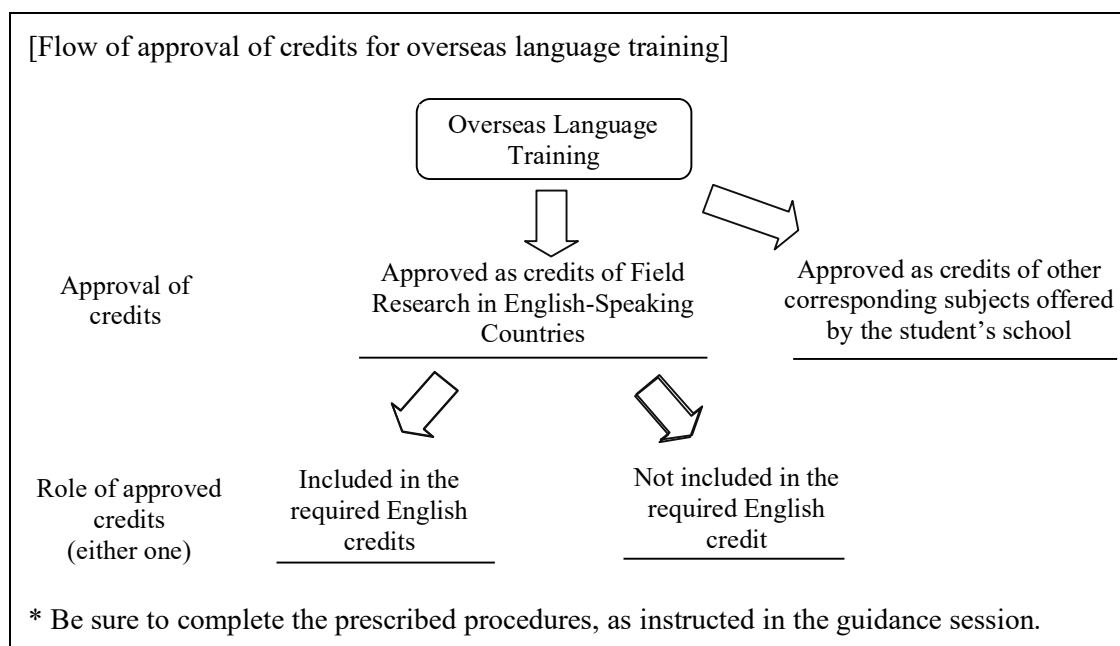 [Flow of approval of credits for overseas language training]
Overseas Language
Training
Approval of
credits
Approved as credits of Field
Research in English-Speaking
Countries
Approved as credits of other
corresponding subjects offered
by the student’s school
Role of approved
credits
(either one)
Included in the
required English
credits
Not included in the
required English
credit
* Be sure to complete the prescribed procedures, as instructed in the guidance session.